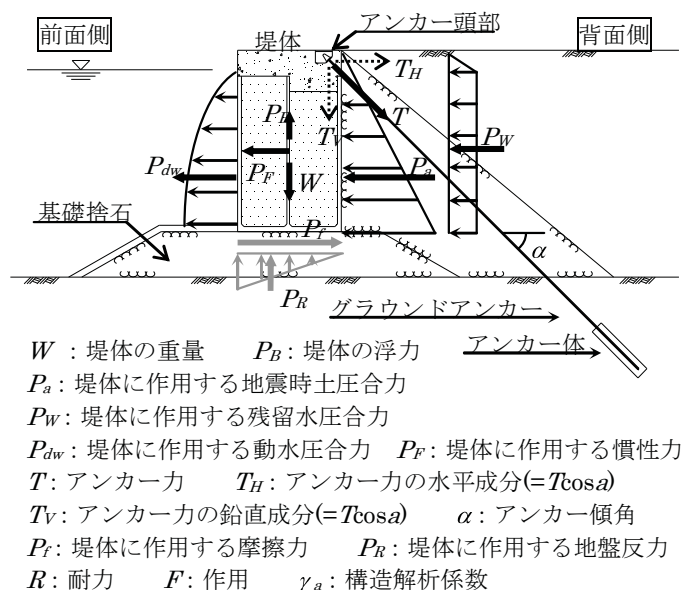 前面側
背面側
アンカー頭部
堤体
T_H
T
T_V
P_B
P_W
P_F
P_dw
W
P_a
基礎捨石
P_f
α
P_R
グラウンドアンカー
アンカー体
W：堤体の重量 P_B：堤体の浮力
P_a：堤体に作用する地震時土圧合力
P_W：堤体に作用する残留水圧合力
P_dw：堤体に作用する動水圧合力 P_F：堤体に作用する慣性力
T：アンカー力 T_H：アンカー力の水平成分(=Tcosa)
T_V：アンカー力の鉛直成分(=Tcosa) α：アンカー傾角
P_f：堤体に作用する摩擦力 P_R：堤体に作用する地盤反力
R：耐力 F：作用 γ_a：構造解析係数